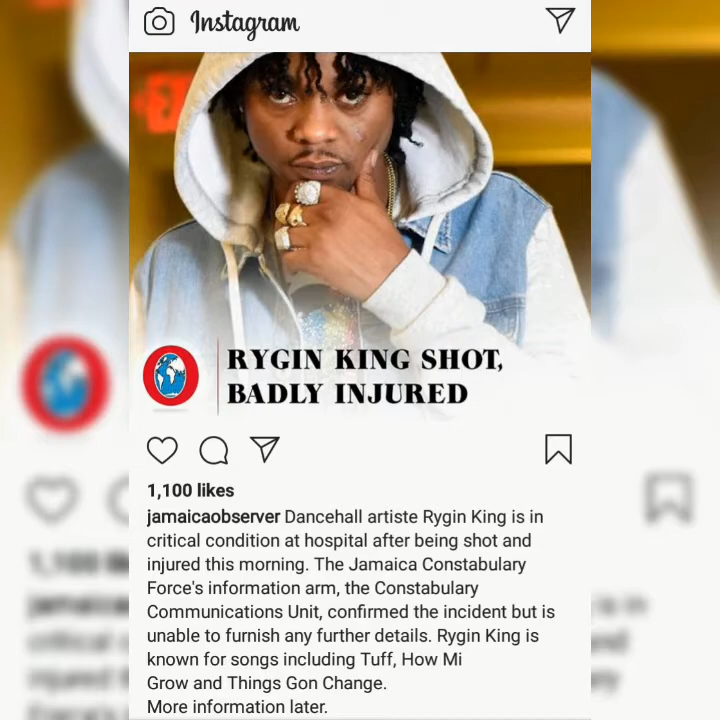 Instagram
RYGIN KING SHOT,
BADLY INJURED
1,100 likes
jamaicaobserver Dancehall artiste Rygin King is in
critical condition at hospital after being shot and
injured this morning. The Jamaica Constabulary
Force's information arm, the Constabulary
Communications Unit, confirmed the incident but is
unable to furnish any further details. Rygin King is
known for songs including Tuff, How Mi
Grow and Things Gon Change.
More information later.